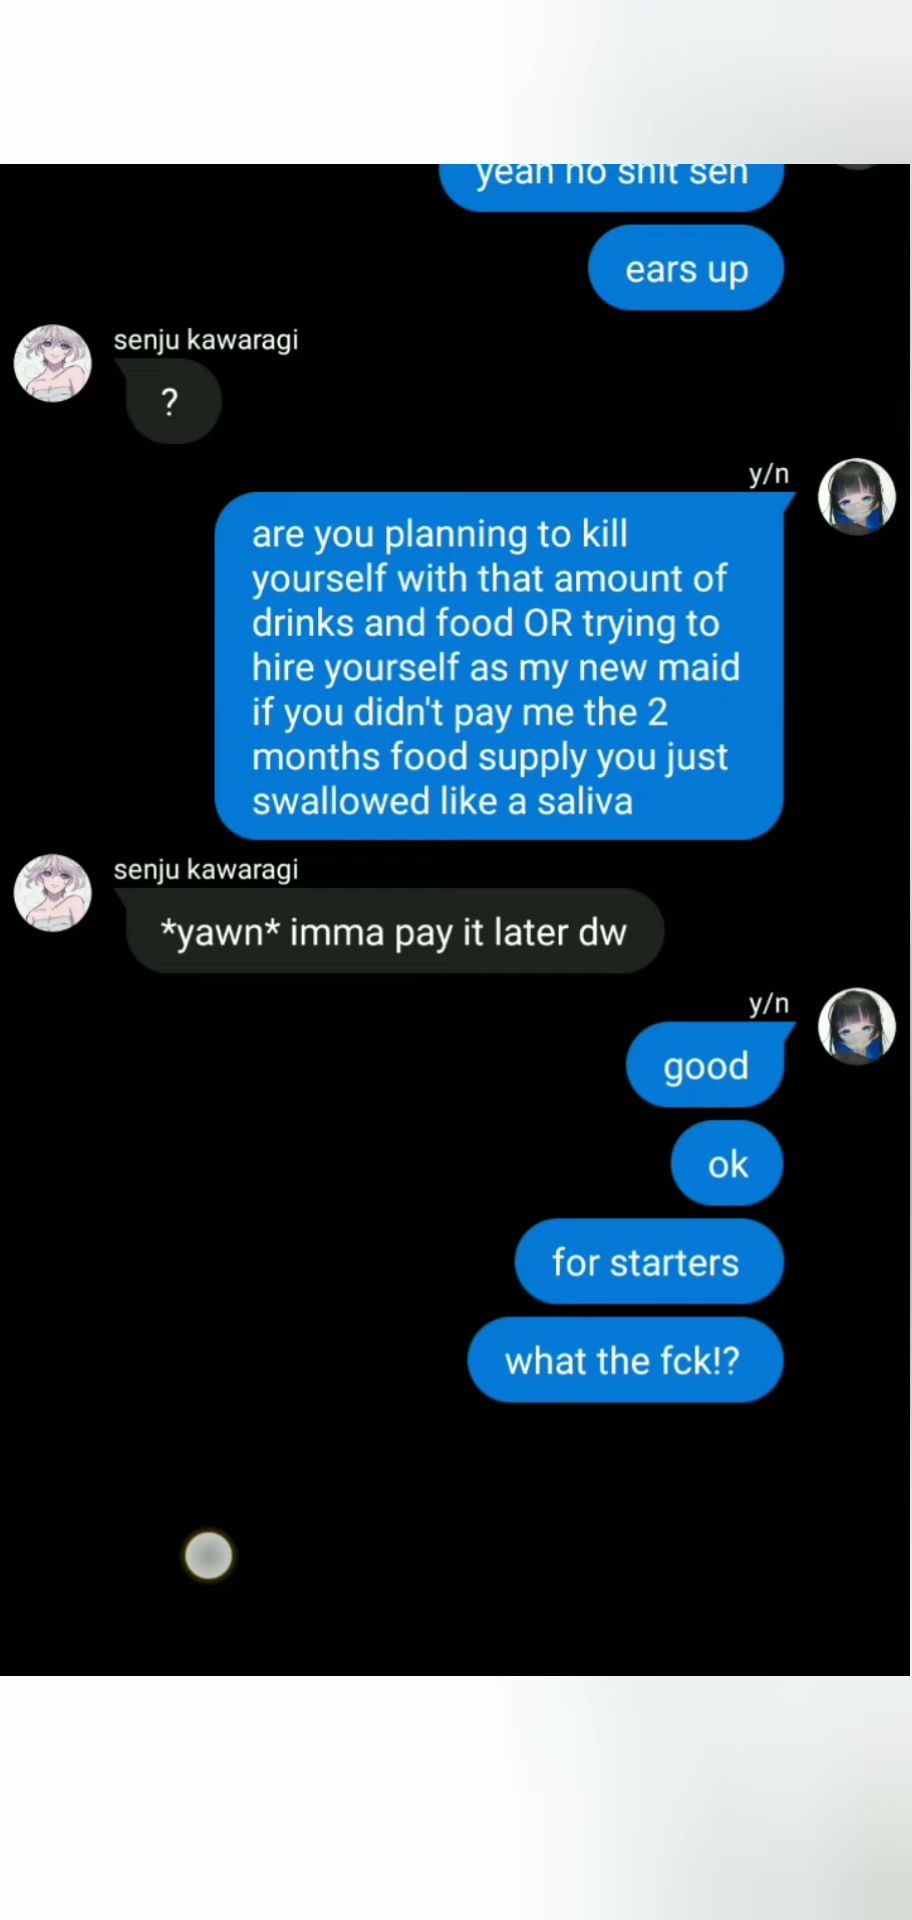 yeah no shit sen
ears up
senju kawaragi
?
y/n
are you planning to kill
yourself with that amount of
drinks and food OR trying to
hire yourself as my new maid
if you didn't pay me the 2
months food supply you just
swallowed like a saliva
senju kawaragi
*yawn* imma pay it later dw
y/n
good
ok
for starters
what the fck!?